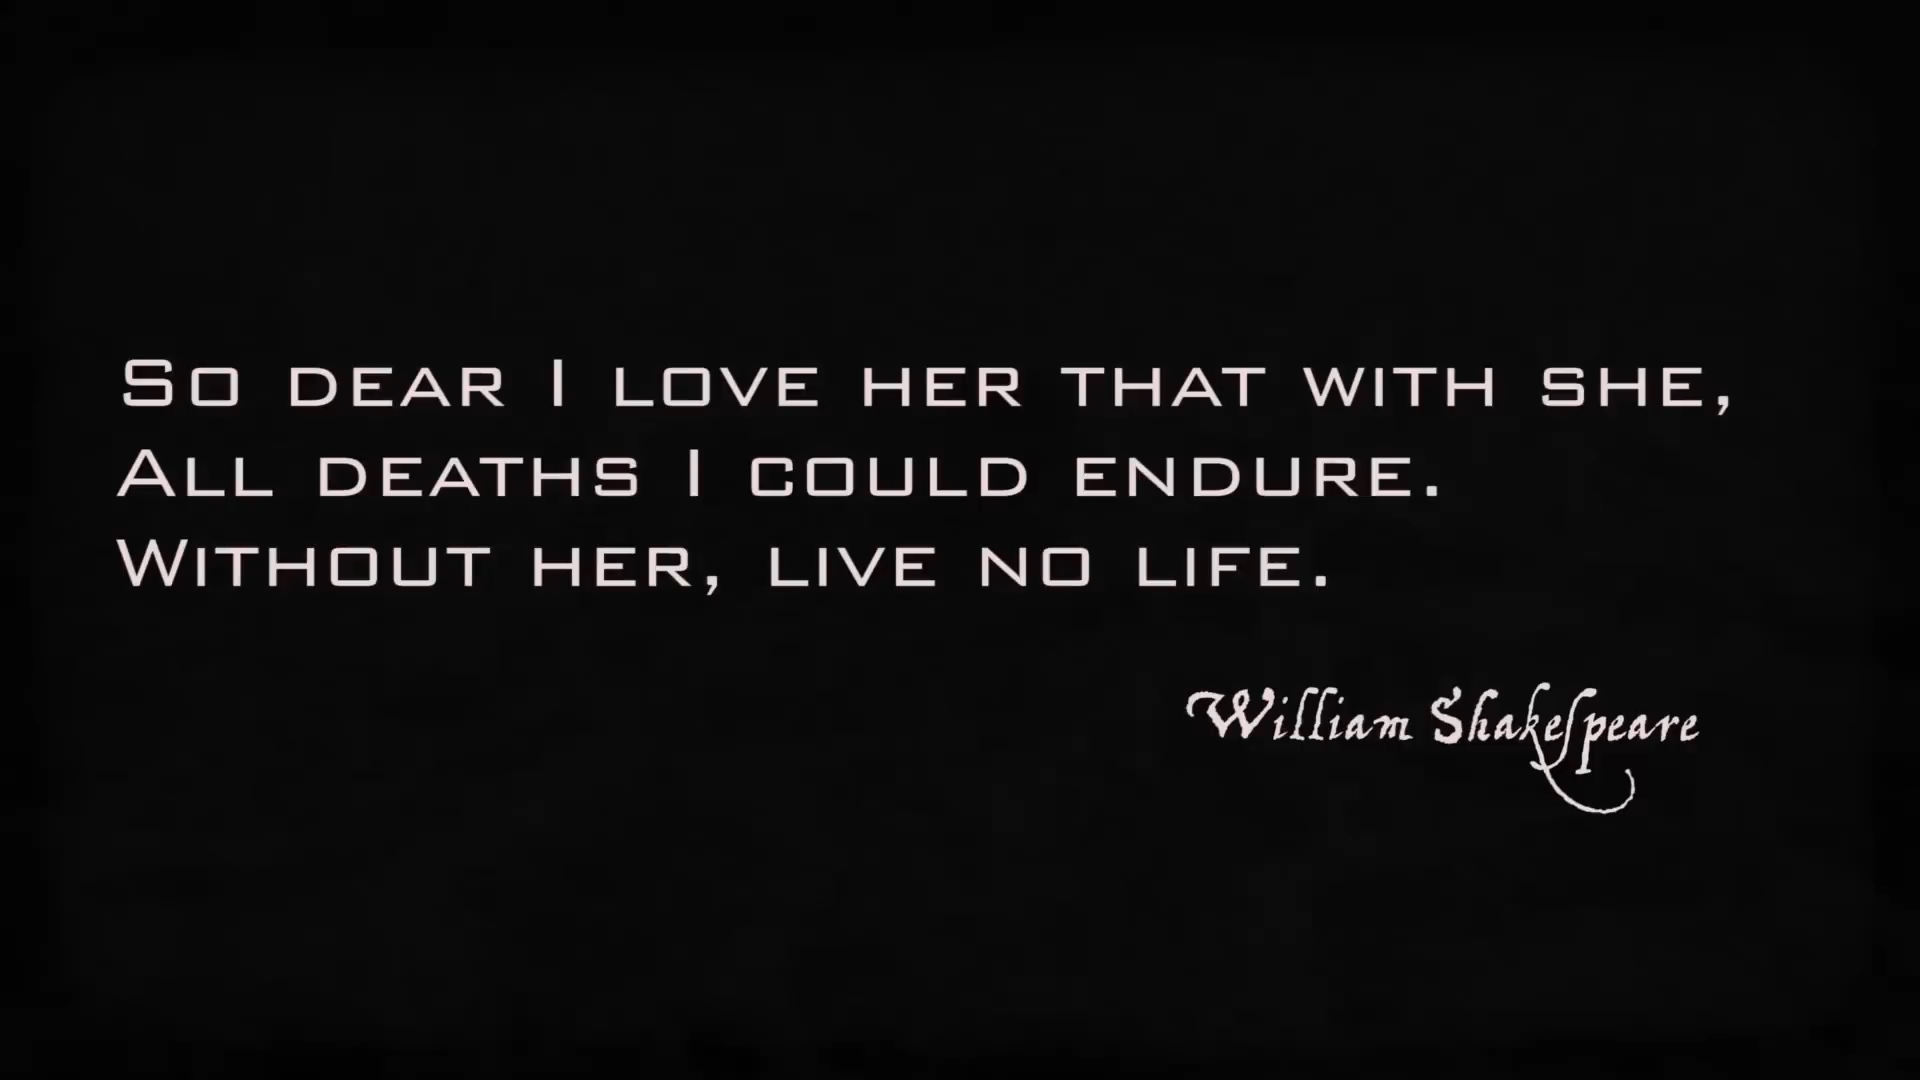 So dear I love her that with she,
All deaths I could endure.
Without her, live no life.
William Shakeſpeare